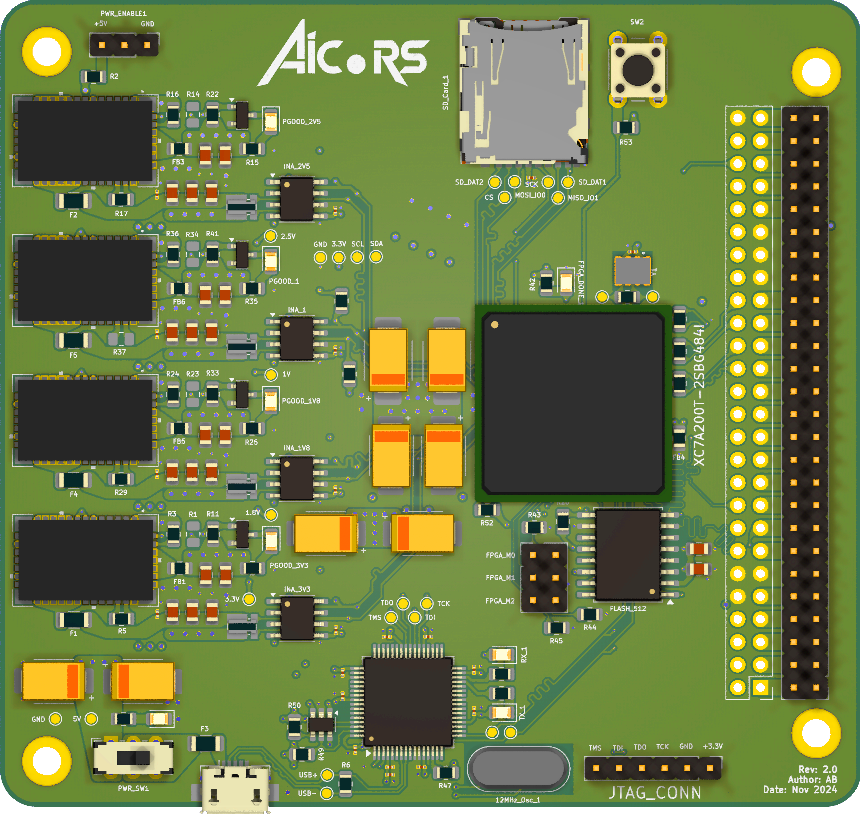 PWR_ENABLE1
+5V
GND
R2
AiCoRS
SD_Card_1
SW2
R53
R16
R14
R22
PGOOD_2V5
FB3
R15
INA_2V5
F2
R17
SD_DAT2
SCK
SD_DAT1
CS
MOSI_IO0
MISO_IO1
R36
R34
R41
2.5V
GND
3.3V
SCL
SDA
PGOOD_1
FB6
R35
R42
FPGA_DONE_1
INA_1
F5
R37
1V
R24
R23
R33
PGOOD_1V8
FB5
R26
XC7A200T-2SBG484I
FB4
INA_1V8
F4
R29
1.8V
R3
R1
R11
R52
R43
PGOOD_3V3
FB1
FPGA_M0
FPGA_M1
FPGA_M2
3.3V
INA_3V3
TDO
TCK
TMS
TDI
FLASH_512
R44
R45
F1
R5
RX_1
TX_1
GND
5V
R50
R49
F3
PWR_SW1
USB+
USB-
R6
R47
12MHz_Osc_1
TMS
TDI
TDO
TCK
GND
+3.3V
JTAG_CONN
Rev: 2.0
Author: AB
Date: Nov 2024